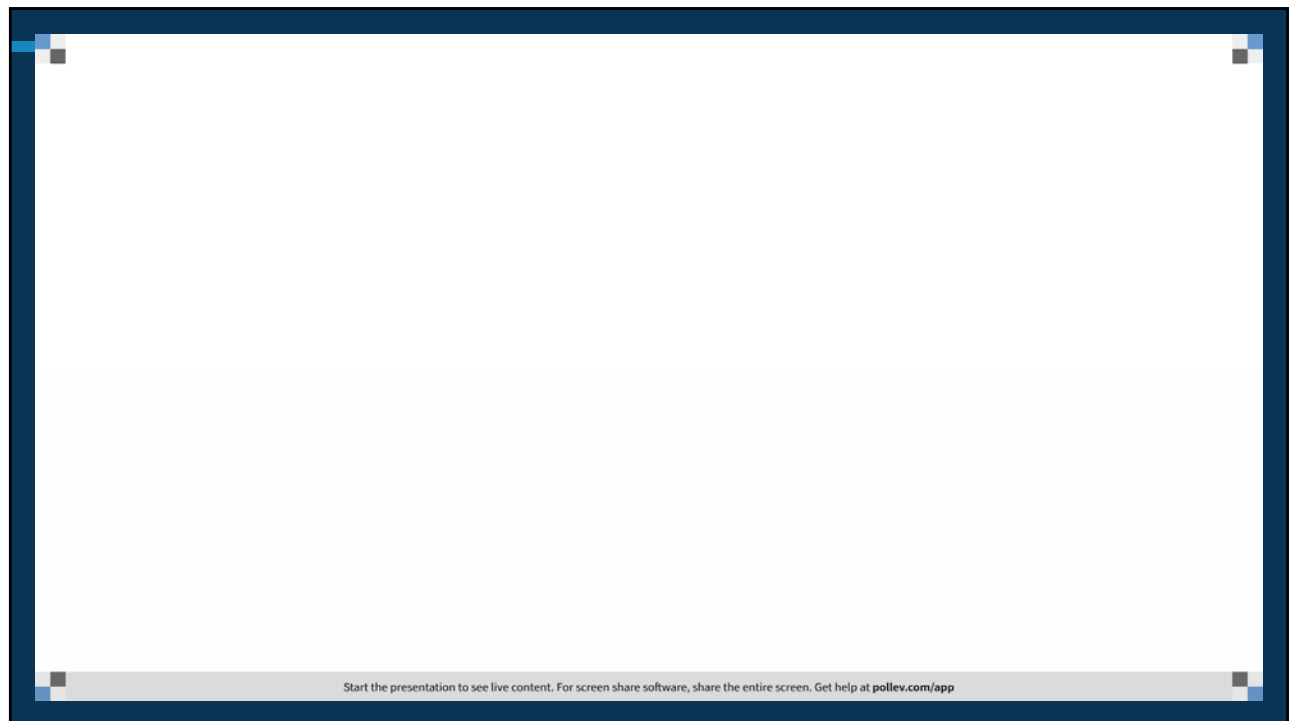 Start the presentation to see live content. For screen share software, share the entire screen. Get help at pollev.com/app